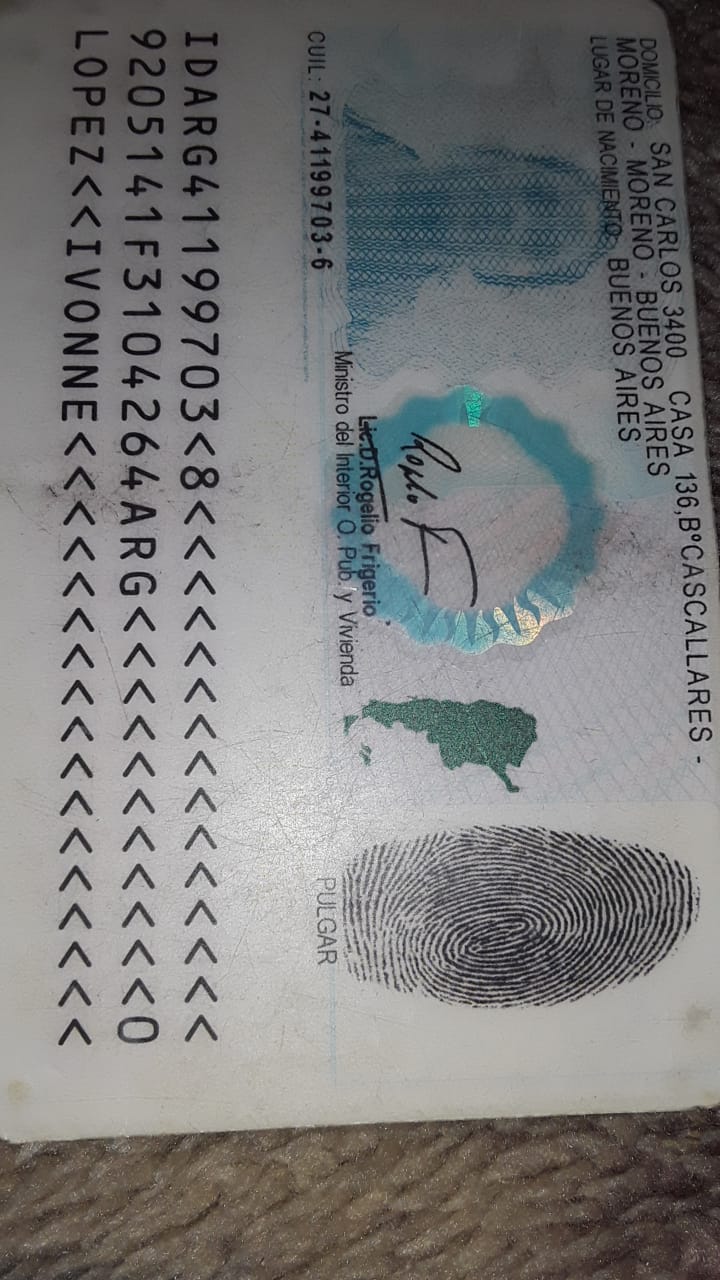 DOMICILIO: SAN CARLOS 3400 CASA 136,BºCASCALLARES -
MORENO - MORENO - BUENOS AIRES
LUGAR DE NACIMIENTO: BUENOS AIRES
Lic.D.Rogelio Frigerio
Ministro del Interior O. Pub. y Vivienda
CUIL: 27-41199703-6
PULGAR
IDARG41199703<8<<<<<<<<<<<<<<<
9205141F3104264ARG<<<<<<<<<<<0
LOPEZ<<IVONNE<<<<<<<<<<<<<<<<<